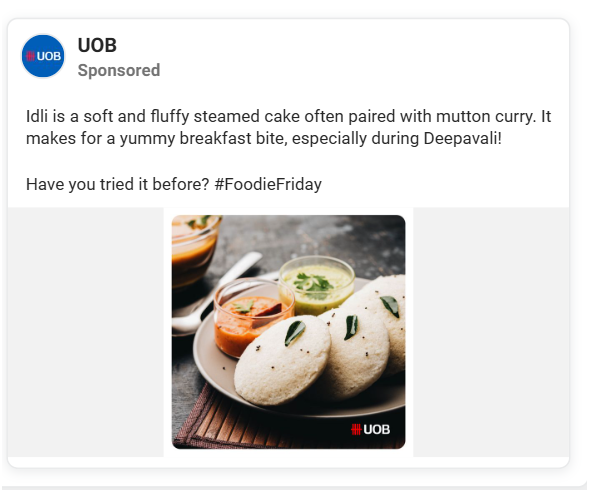 UOB
UOB
Sponsored
Idli is a soft and fluffy steamed cake often paired with mutton curry. It
makes for a yummy breakfast bite, especially during Deepavali!
Have you tried it before? #FoodieFriday
UOB